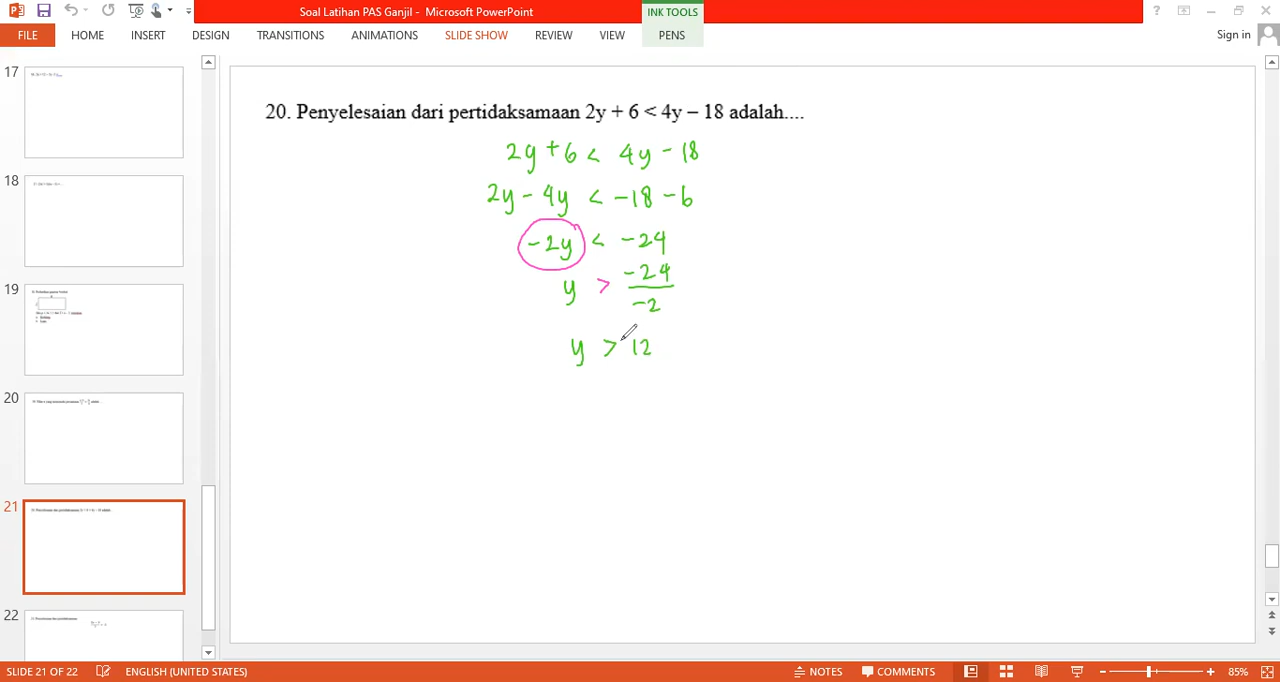 Soal Latihan PAS Ganjil - Microsoft PowerPoint
INK TOOLS
FILE HOME INSERT DESIGN TRANSITIONS ANIMATIONS SLIDE SHOW REVIEW VIEW PENS
Sign in
17
18
19
20
21
22
20. Penyelesaian dari pertidaksamaan 2y + 6 < 4y – 18 adalah....
2y + 6 < 4y - 18
2y - 4y < -18 - 6
-2y < -24
y > -24/-2
y > 12
SLIDE 21 OF 22 ENGLISH (UNITED STATES) NOTES COMMENTS 85%